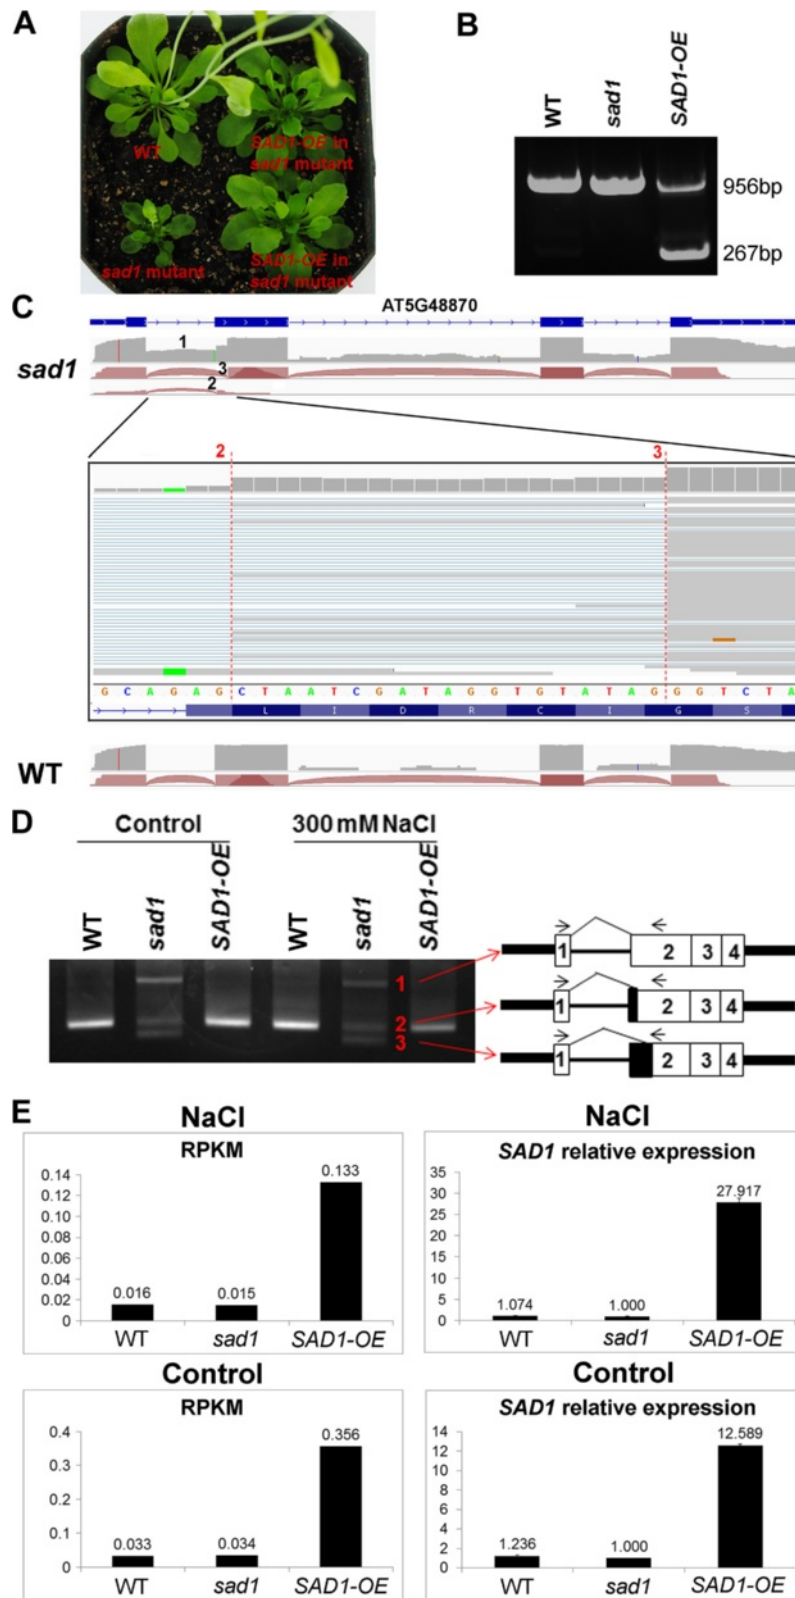 A
WT
SAD1-OE in
sad1 mutant
sad1 mutant
SAD1-OE in
sad1 mutant
B
WT
sad1
SAD1-OE
956bp
267bp
C
AT5G48870
sad1
1
3
2
2
3
G C A G A G C T A A T C G A T A G G T G T A T A G G G T C T A
L I D R C I G S
WT
D
Control
300 mM NaCl
WT
sad1
SAD1-OE
WT
sad1
SAD1-OE
1
2
3
1 2 3 4
1 2 3 4
1 2 3 4
E
NaCl
RPKM
0.14
0.12
0.1
0.08
0.06
0.04
0.02
0
0.016
0.015
0.133
WT
sad1
SAD1-OE
NaCl
SAD1 relative expression
35
30
25
20
15
10
5
0
1.074
1.000
27.917
WT
sad1
SAD1-OE
Control
RPKM
0.4
0.3
0.2
0.1
0
0.033
0.034
0.356
WT
sad1
SAD1-OE
Control
SAD1 relative expression
14
12
10
8
6
4
2
0
1.236
1.000
12.589
WT
sad1
SAD1-OE